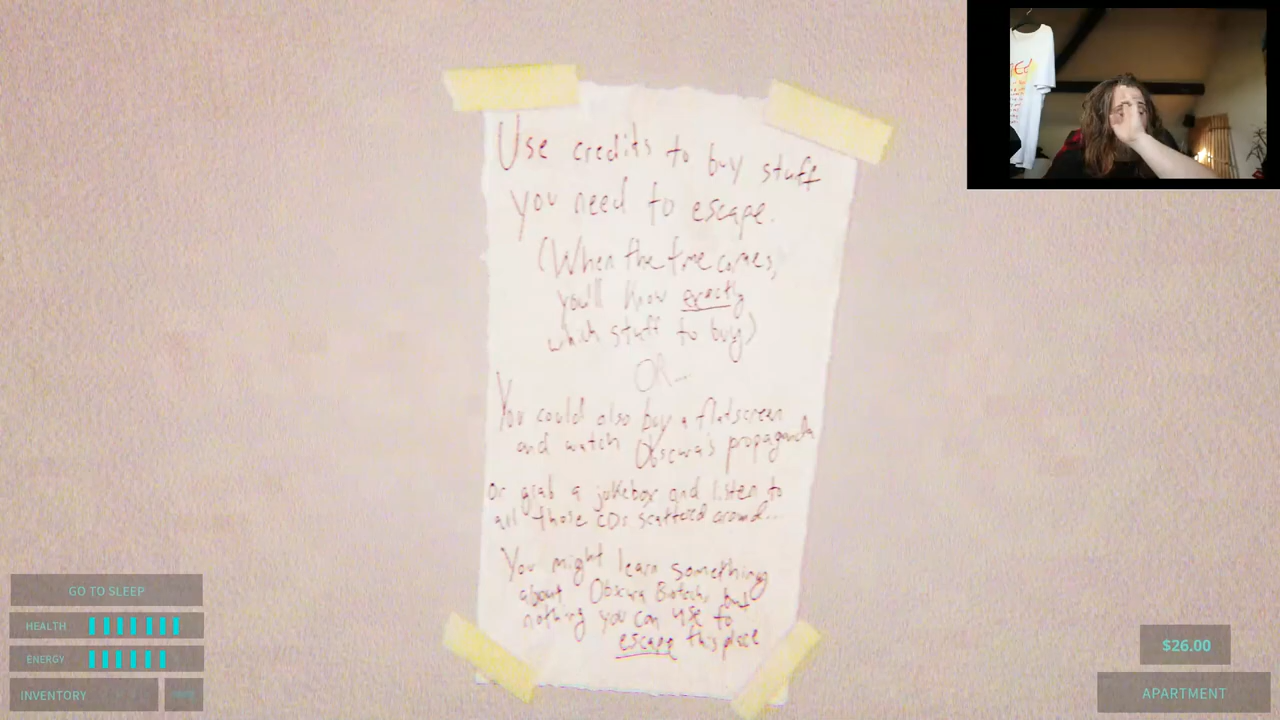 Use credits to buy stuff
you need to escape.
(When the time comes,
you'll know exactly
which stuff to buy)
OR...
You could also buy a flatscreen
and watch Obscura's propaganda
Or grab a jukebox and listen to
all those CDs scattered around...
You might learn something
about Obscura Biotech, but
nothing you can use to
escape this place
GO TO SLEEP
HEALTH
ENERGY
INVENTORY
$26.00
APARTMENT